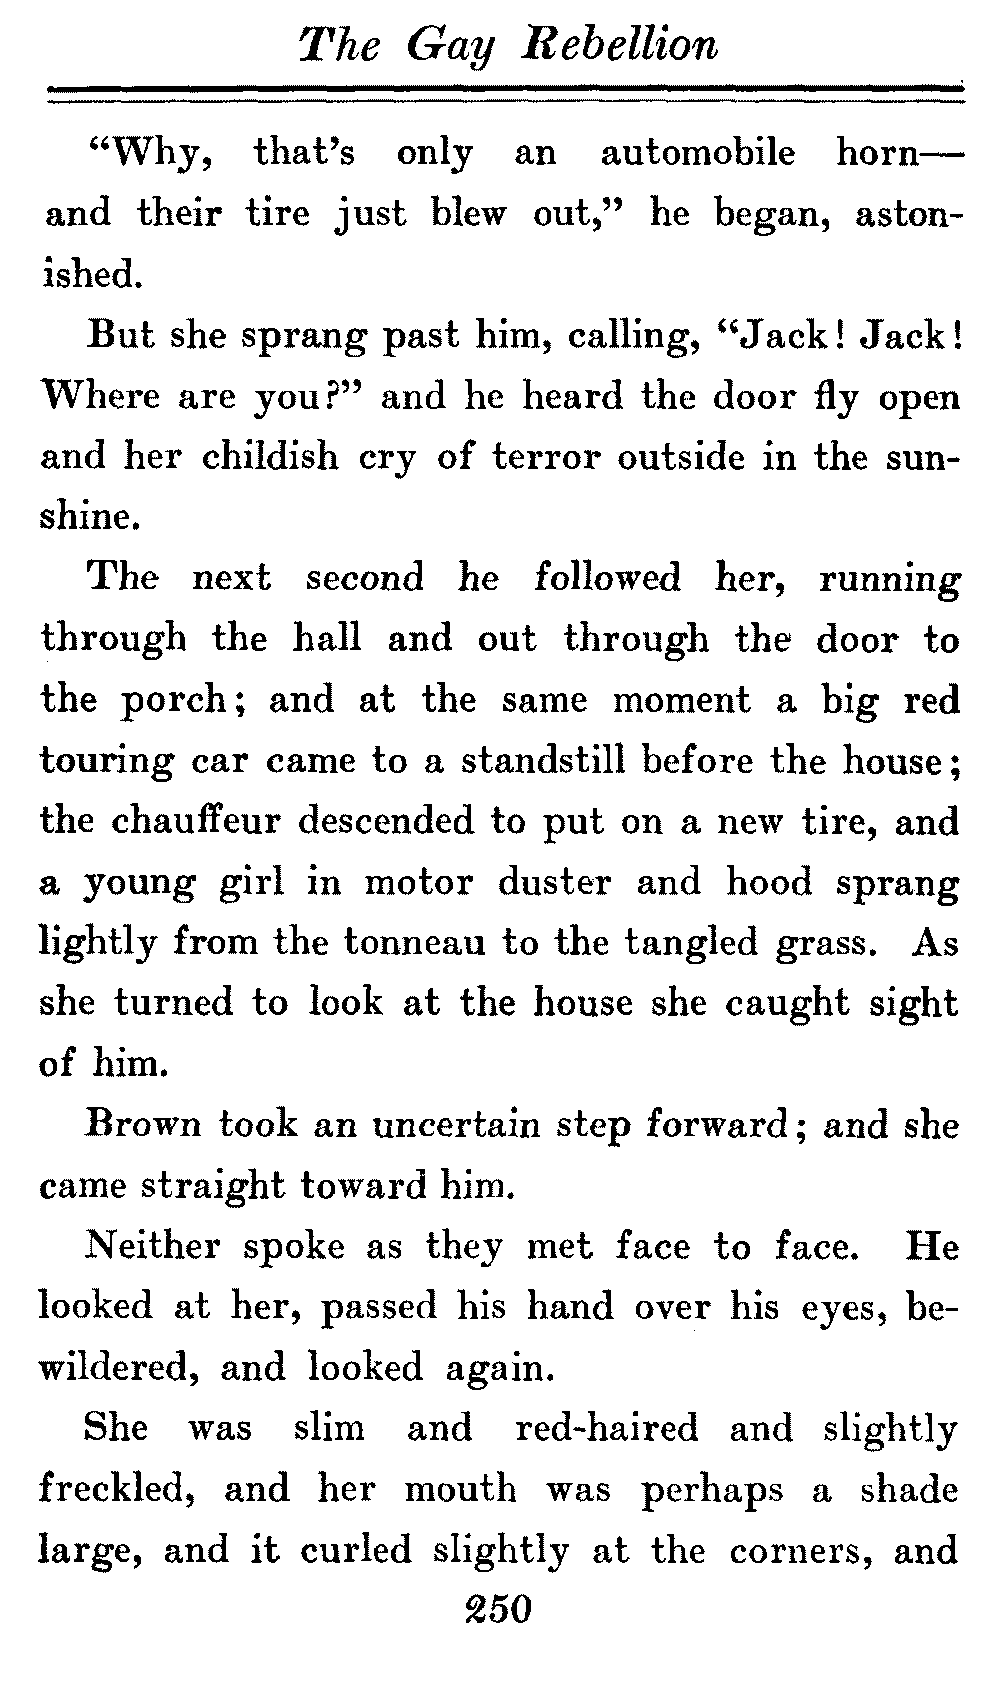 The Gay Rebellion
“Why, that’s only an automobile horn—
and their tire just blew out,” he began, aston-
ished.
But she sprang past him, calling, “Jack! Jack!
Where are you?” and he heard the door fly open
and her childish cry of terror outside in the sun-
shine.
The next second he followed her, running
through the hall and out through the door to
the porch; and at the same moment a big red
touring car came to a standstill before the house;
the chauffeur descended to put on a new tire, and
a young girl in motor duster and hood sprang
lightly from the tonneau to the tangled grass. As
she turned to look at the house she caught sight
of him.
Brown took an uncertain step forward; and she
came straight toward him.
Neither spoke as they met face to face. He
looked at her, passed his hand over his eyes, be-
wildered, and looked again.
She was slim and red-haired and slightly
freckled, and her mouth was perhaps a shade
large, and it curled slightly at the corners, and
250